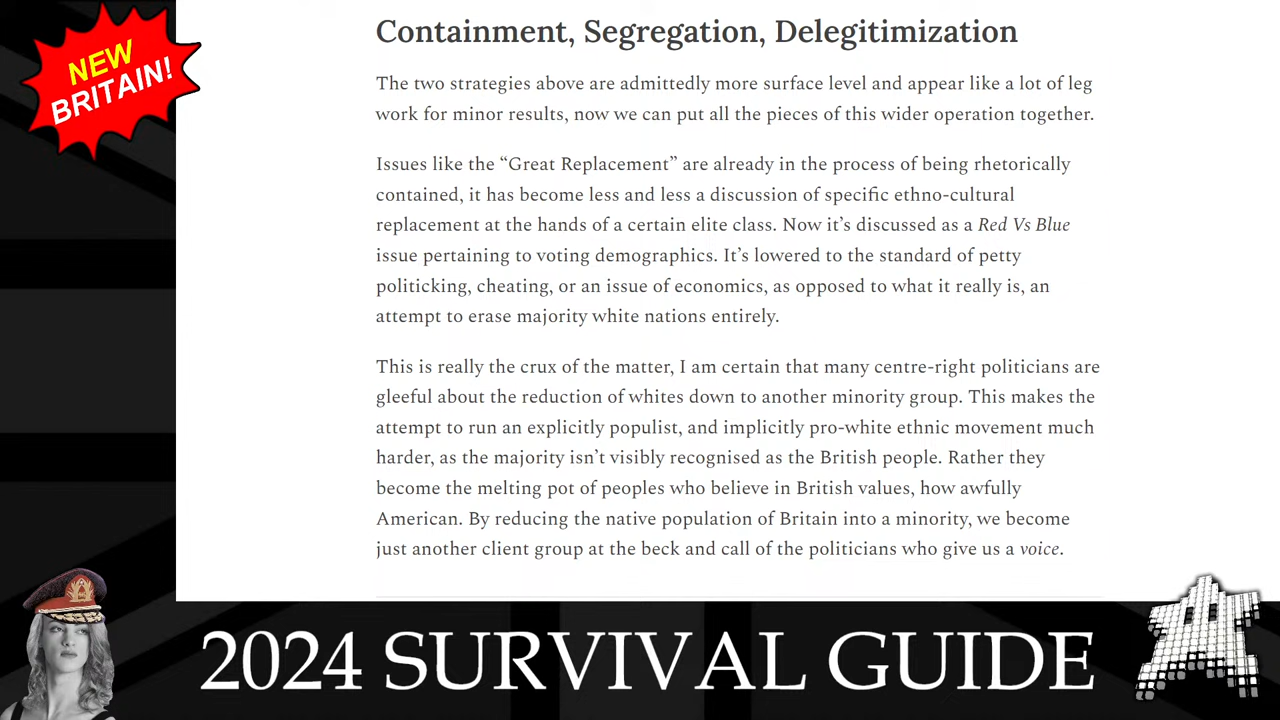 NEW
BRITAIN!
Containment, Segregation, Delegitimization
The two strategies above are admittedly more surface level and appear like a lot of leg
work for minor results, now we can put all the pieces of this wider operation together.
Issues like the “Great Replacement” are already in the process of being rhetorically
contained, it has become less and less a discussion of specific ethno-cultural
replacement at the hands of a certain elite class. Now it’s discussed as a Red Vs Blue
issue pertaining to voting demographics. It’s lowered to the standard of petty
politicking, cheating, or an issue of economics, as opposed to what it really is, an
attempt to erase majority white nations entirely.
This is really the crux of the matter, I am certain that many centre-right politicians are
gleeful about the reduction of whites down to another minority group. This makes the
attempt to run an explicitly populist, and implicitly pro-white ethnic movement much
harder, as the majority isn’t visibly recognised as the British people. Rather they
become the melting pot of peoples who believe in British values, how awfully
American. By reducing the native population of Britain into a minority, we become
just another client group at the beck and call of the politicians who give us a voice.
2024 SURVIVAL GUIDE